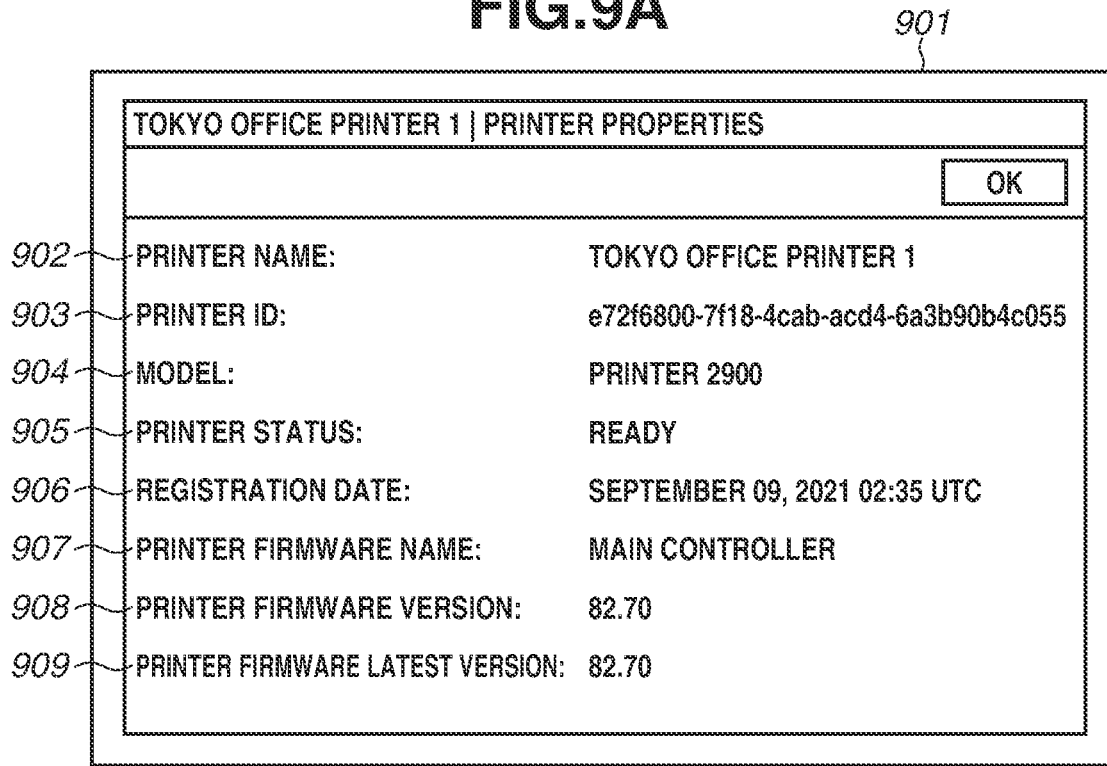 FIG.9A
901
TOKYO OFFICE PRINTER 1 | PRINTER PROPERTIES
OK
902 PRINTER NAME: TOKYO OFFICE PRINTER 1
903 PRINTER ID: e72f6800-7f18-4cab-acd4-6a3b90b4c055
904 MODEL: PRINTER 2900
905 PRINTER STATUS: READY
906 REGISTRATION DATE: SEPTEMBER 09, 2021 02:35 UTC
907 PRINTER FIRMWARE NAME: MAIN CONTROLLER
908 PRINTER FIRMWARE VERSION: 82.70
909 PRINTER FIRMWARE LATEST VERSION: 82.70